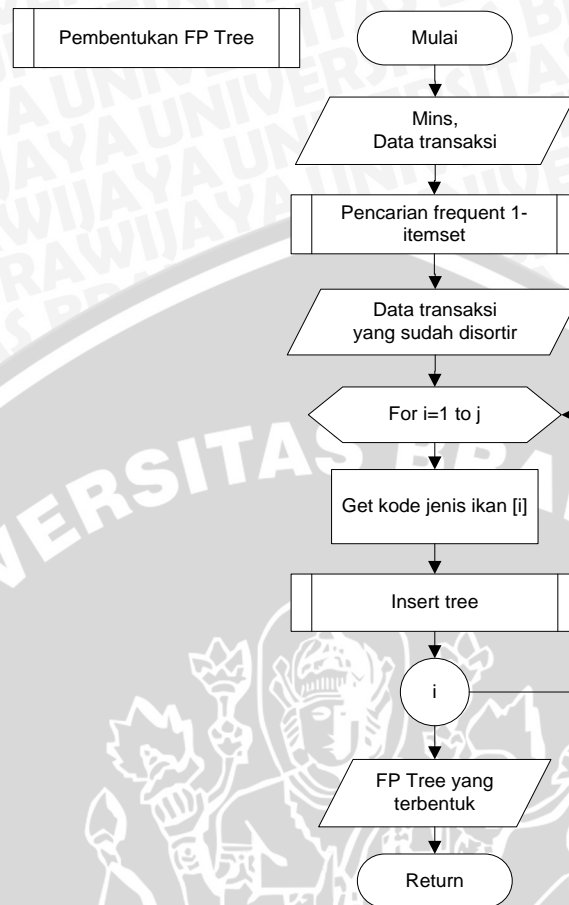 Pembentukan FP Tree
Mulai
Mins,
Data transaksi
Pencarian frequent 1-
itemset
Data transaksi
yang sudah disortir
For i=1 to j
Get kode jenis ikan [i]
Insert tree
i
FP Tree yang
terbentuk
Return